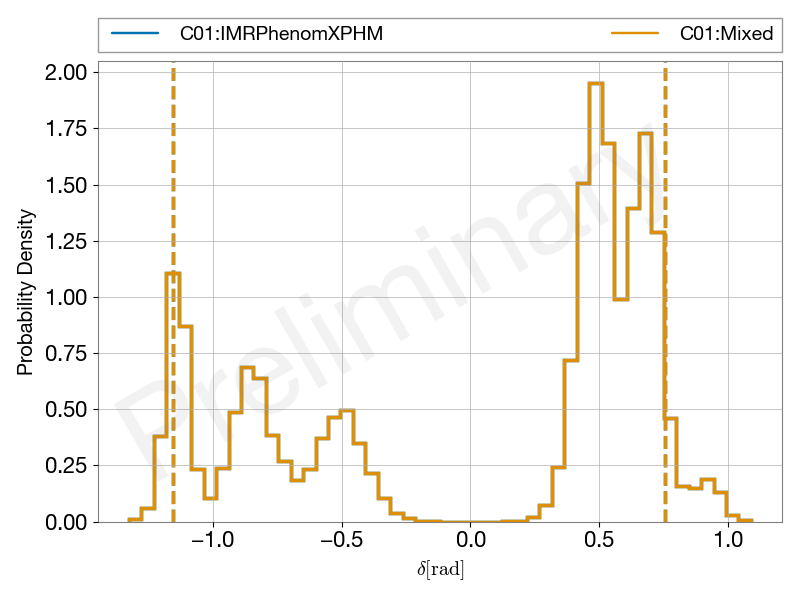 C01:IMRPhenomXPHM C01:Mixed
2.00
1.75
1.50
1.25
1.00
0.75
0.50
0.25
0.00
Probability Density
Preliminary
−1.0 −0.5 0.0 0.5 1.0
δ[rad]